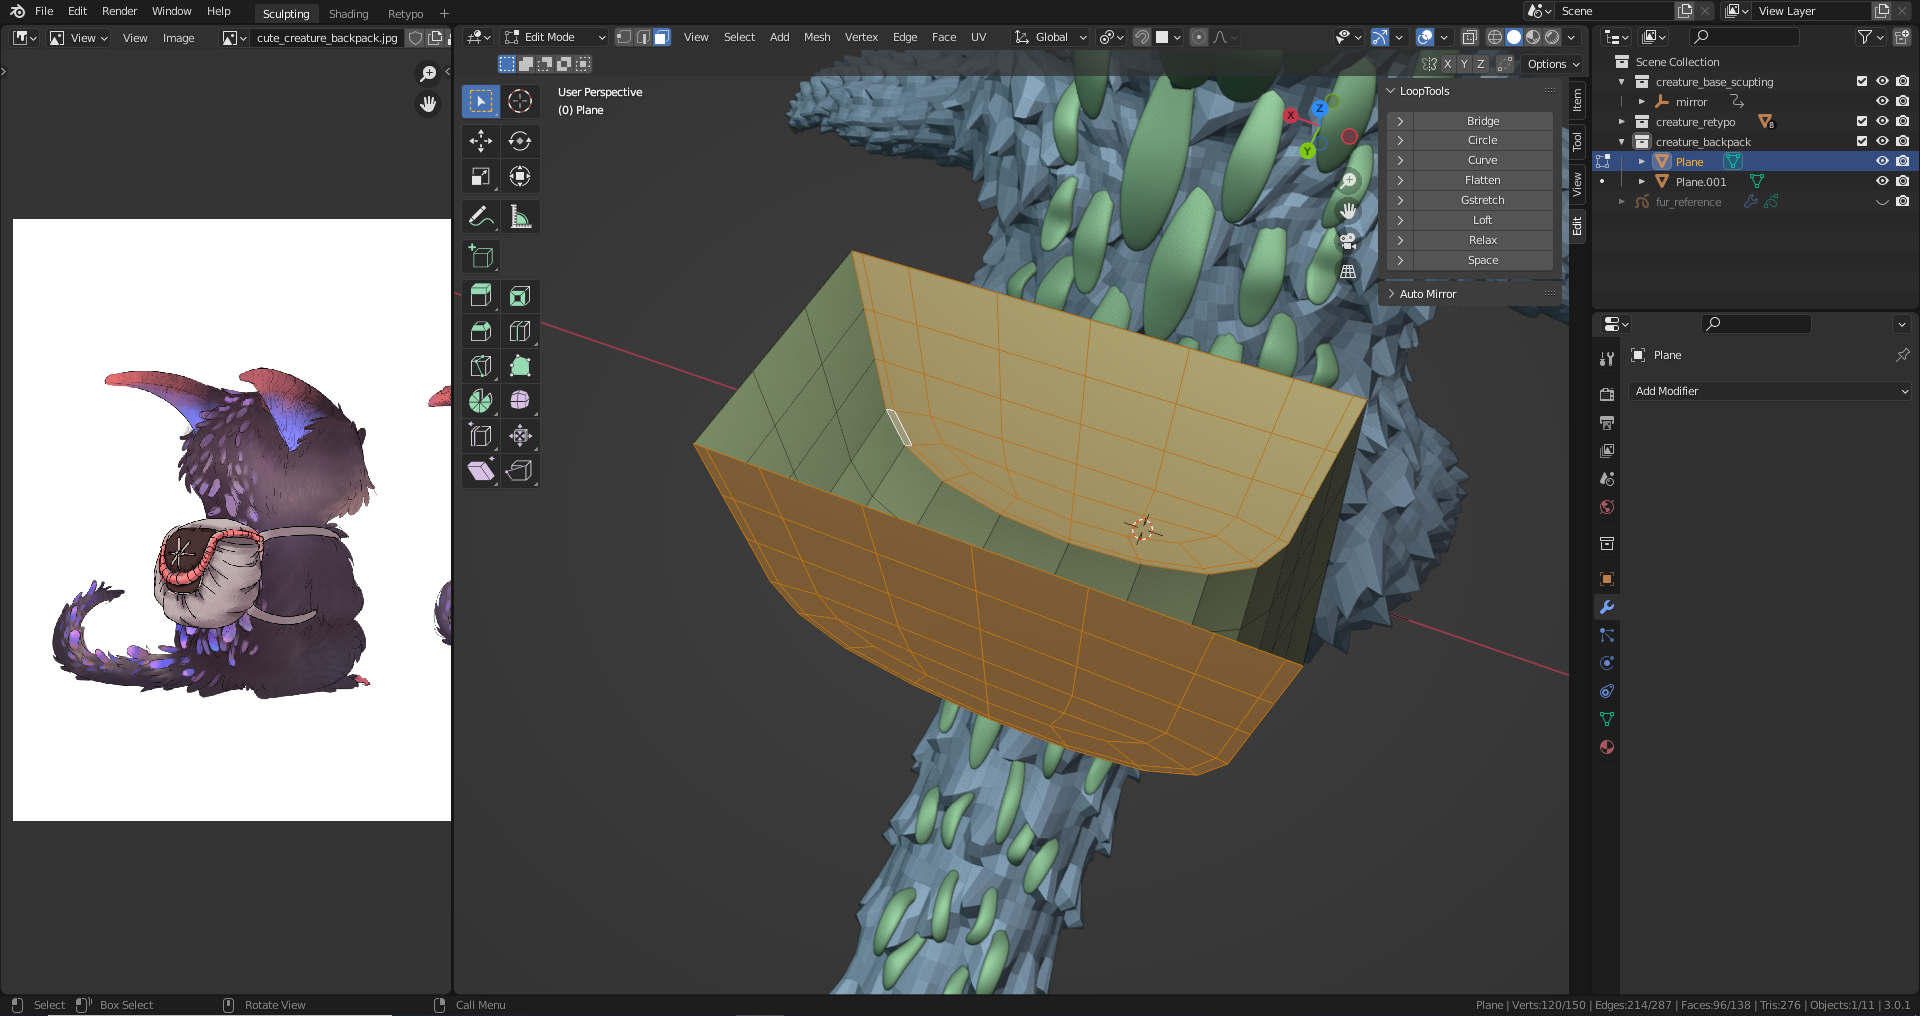 File Edit Render Window Help Sculpting Shading Retypo + Scene View Layer
View View Image cute_creature_backpack.jpg Edit Mode View Select Add Mesh Vertex Edge Face UV Global
X Y Z Options
User Perspective
(0) Plane
LoopTools
Bridge
Circle
Curve
Flatten
Gstretch
Loft
Relax
Space
Auto Mirror
Item
Tool
View
Edit
X
Z
Y
Scene Collection
creature_base_scupting
mirror
creature_retypo 8
creature_backpack
Plane
Plane.001
fur_reference
Plane
Add Modifier
Select Box Select Rotate View Call Menu Plane | Verts:120/150 | Edges:214/287 | Faces:96/138 | Tris:276 | Objects:1/11 | 3.0.1